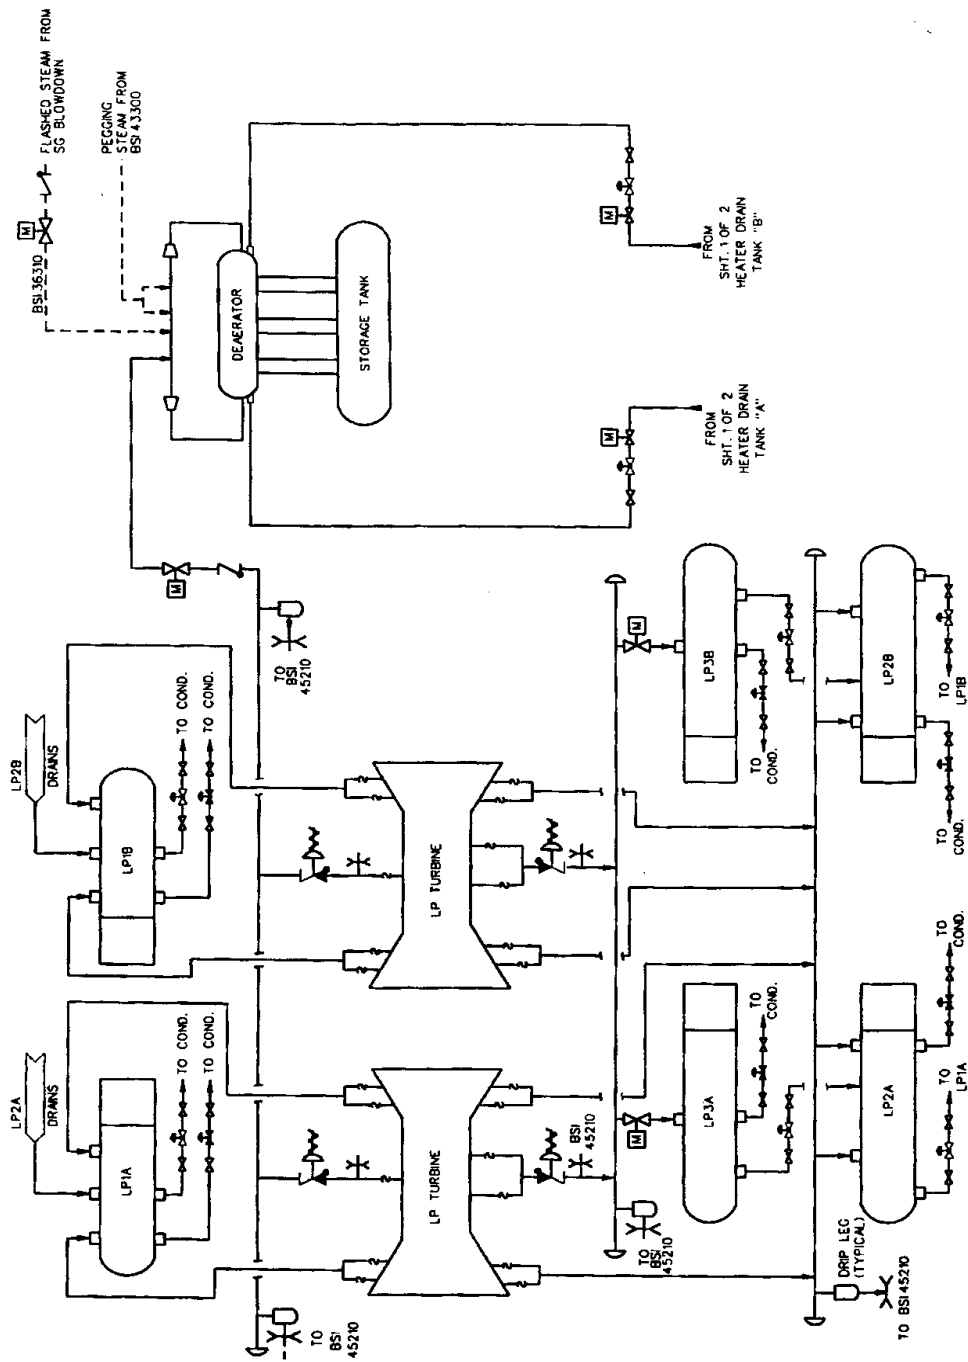 FLASHED STEAM FROM
SG BLOWDOWN
PEGGING
STEAM FROM
BSI 43300
M
BSI 36310
DEAERATOR
STORAGE TANK
M
FROM
SHT. 1 OF 2
HEATER DRAIN
TANK "B"
M
FROM
SHT. 1 OF 2
HEATER DRAIN
TANK "A"
M
TO
BSI
45210
LP2B
DRAINS
LP1B
TO COND.
TO COND.
LP TURBINE
LP2A
DRAINS
LP1A
TO COND.
TO COND.
LP TURBINE
BSI
45210
TO
BSI
45210
M
LP3B
TO
COND.
LP2B
TO
LP1B
TO
COND.
M
LP3A
TO
COND.
TO
BSI
45210
LP2A
TO
COND.
TO
LP1A
DRIP LEG
(TYPICAL)
TO BSI 45210